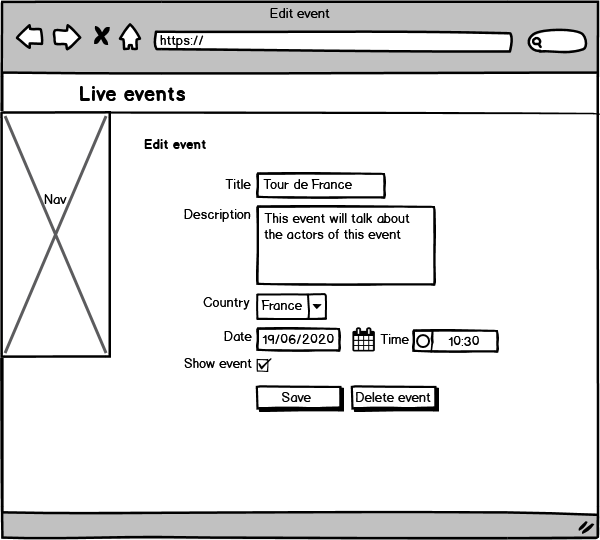 Edit event
https://
Live events
Nav
Edit event
Title Tour de France
Description This event will talk about
the actors of this event
Country France
Date 19/06/2020 Time 10:30
Show event
Save Delete event